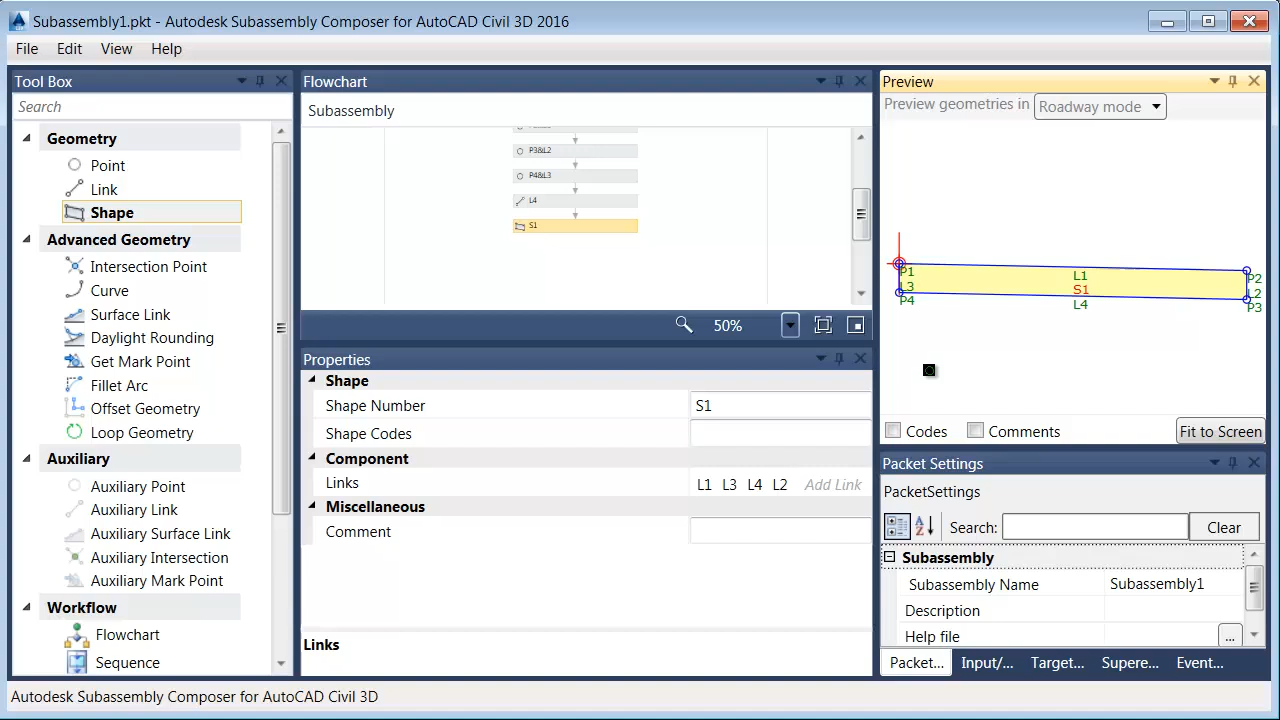 Subassembly1.pkt - Autodesk Subassembly Composer for AutoCAD Civil 3D 2016
File Edit View Help
Tool Box
Search
Geometry
Point
Link
Shape
Advanced Geometry
Intersection Point
Curve
Surface Link
Daylight Rounding
Get Mark Point
Fillet Arc
Offset Geometry
Loop Geometry
Auxiliary
Auxiliary Point
Auxiliary Link
Auxiliary Surface Link
Auxiliary Intersection
Auxiliary Mark Point
Workflow
Flowchart
Sequence
Flowchart
Subassembly
P3&L2
P4&L3
L4
S1
50%
Properties
Shape
Shape Number S1
Shape Codes
Component
Links L1 L3 L4 L2 Add Link
Miscellaneous
Comment
Links
Preview
Preview geometries in Roadway mode
P1 L1 P2
L3 S1 L2
P4 L4 P3
Codes Comments Fit to Screen
Packet Settings
PacketSettings
Search: Clear
Subassembly
Subassembly Name Subassembly1
Description
Help file ...
Packet... Input/... Target... Supere... Event...
Autodesk Subassembly Composer for AutoCAD Civil 3D